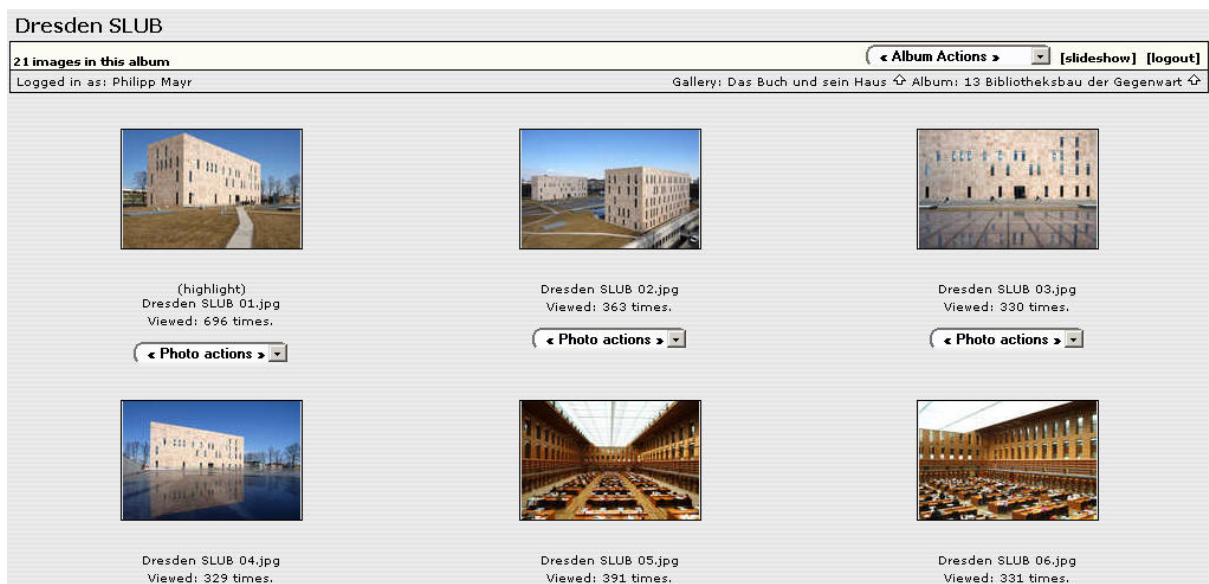 Dresden SLUB
21 images in this album
« Album Actions »
[slideshow] [logout]
Logged in as: Philipp Mayr
Gallery: Das Buch und sein Haus Album: 13 Bibliotheksbau der Gegenwart
(highlight)
Dresden SLUB 01.jpg
Viewed: 696 times.
« Photo actions »
Dresden SLUB 02.jpg
Viewed: 363 times.
« Photo actions »
Dresden SLUB 03.jpg
Viewed: 330 times.
« Photo actions »
Dresden SLUB 04.jpg
Viewed: 329 times.
Dresden SLUB 05.jpg
Viewed: 391 times.
Dresden SLUB 06.jpg
Viewed: 331 times.